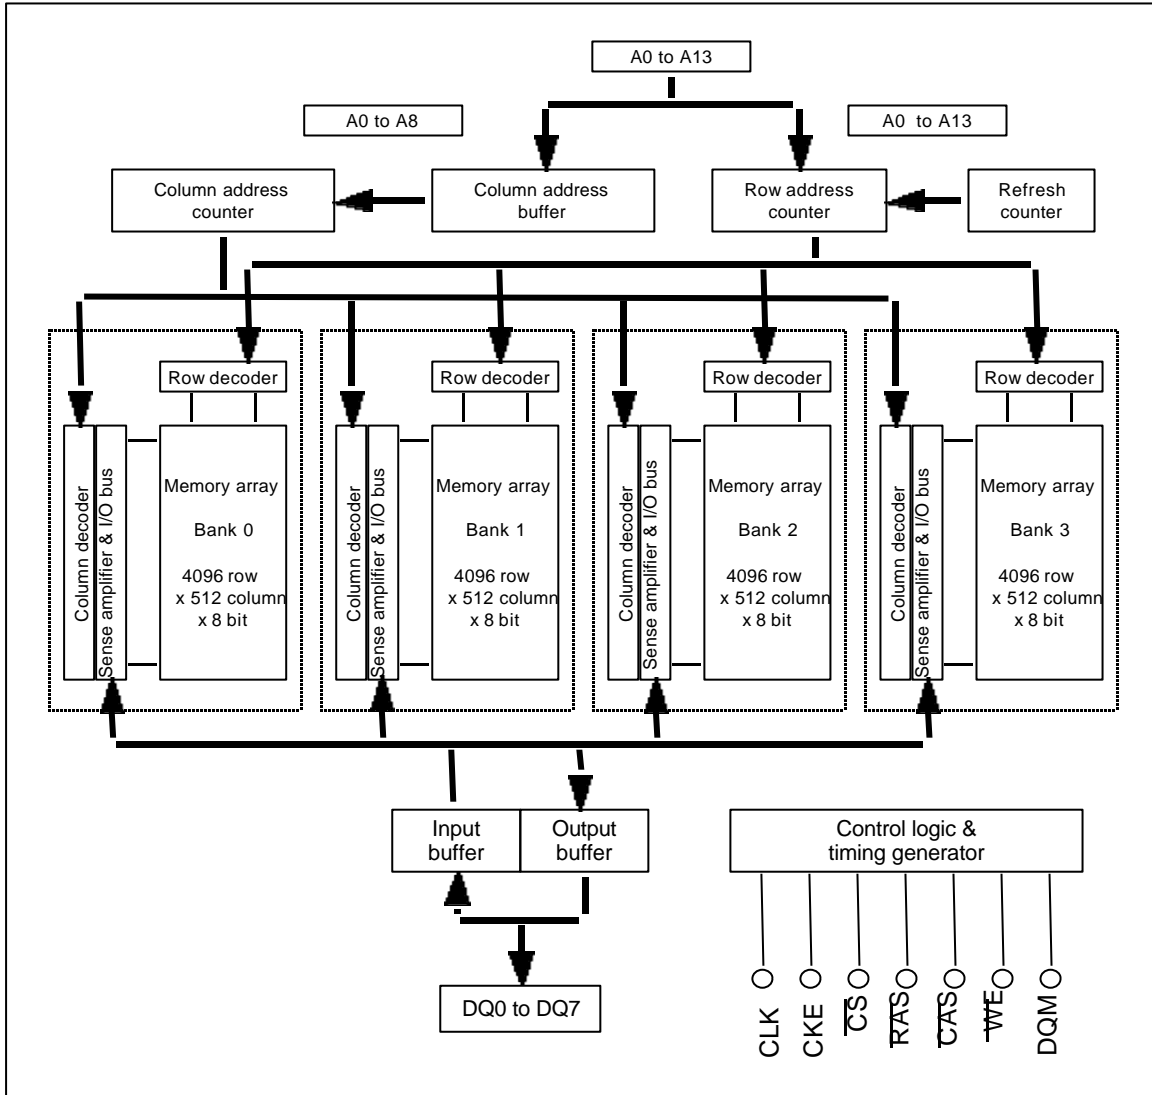 A0 to A13
A0 to A8
A0 to A13
Column address
counter
Column address
buffer
Row address
counter
Refresh
counter
Row decoder
Row decoder
Row decoder
Row decoder
Column decoder
Sense amplifier & I/O bus
Memory array
Bank 0
4096 row
x 512 column
x 8 bit
Column decoder
Sense amplifier & I/O bus
Memory array
Bank 1
4096 row
x 512 column
x 8 bit
Column decoder
Sense amplifier & I/O bus
Memory array
Bank 2
4096 row
x 512 column
x 8 bit
Column decoder
Sense amplifier & I/O bus
Memory array
Bank 3
4096 row
x 512 column
x 8 bit
Input
buffer
Output
buffer
Control logic &
timing generator
DQ0 to DQ7
CLK
CKE
CS
RAS
CAS
WE
DQM